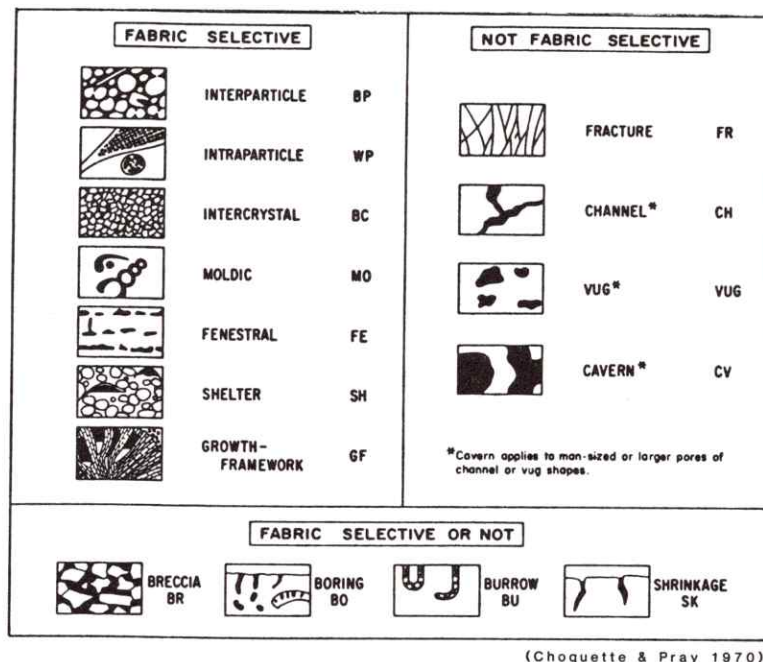 FABRIC SELECTIVE
INTERPARTICLE BP
INTRAPARTICLE WP
INTERCRYSTAL BC
MOLDIC MO
FENESTRAL FE
SHELTER SH
GROWTH-
FRAMEWORK GF
NOT FABRIC SELECTIVE
FRACTURE FR
CHANNEL* CH
VUG* VUG
CAVERN* CV
*Cavern applies to man-sized or larger pores of
channel or vug shapes.
FABRIC SELECTIVE OR NOT
BRECCIA
BR
BORING
BO
BURROW
BU
SHRINKAGE
SK
(Choquette & Pray 1970)